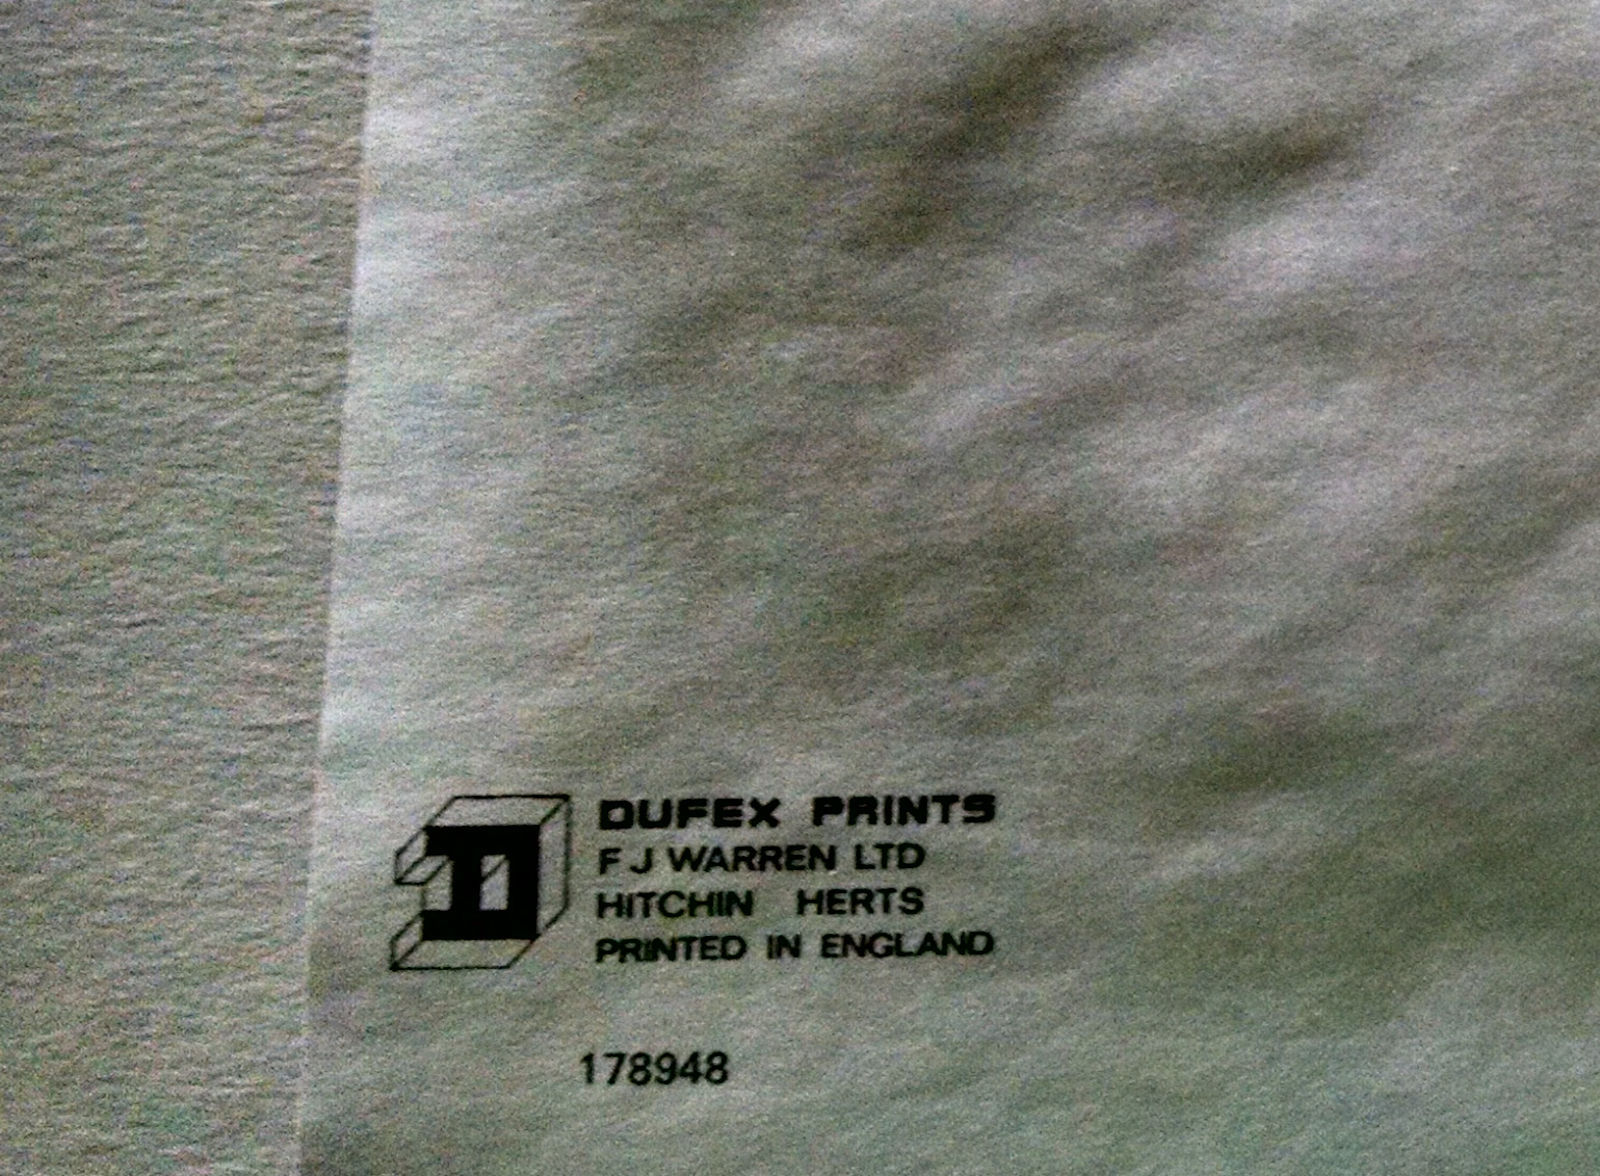 DUFEX PRINTS
F J WARREN LTD
HITCHIN HERTS
PRINTED IN ENGLAND
178948